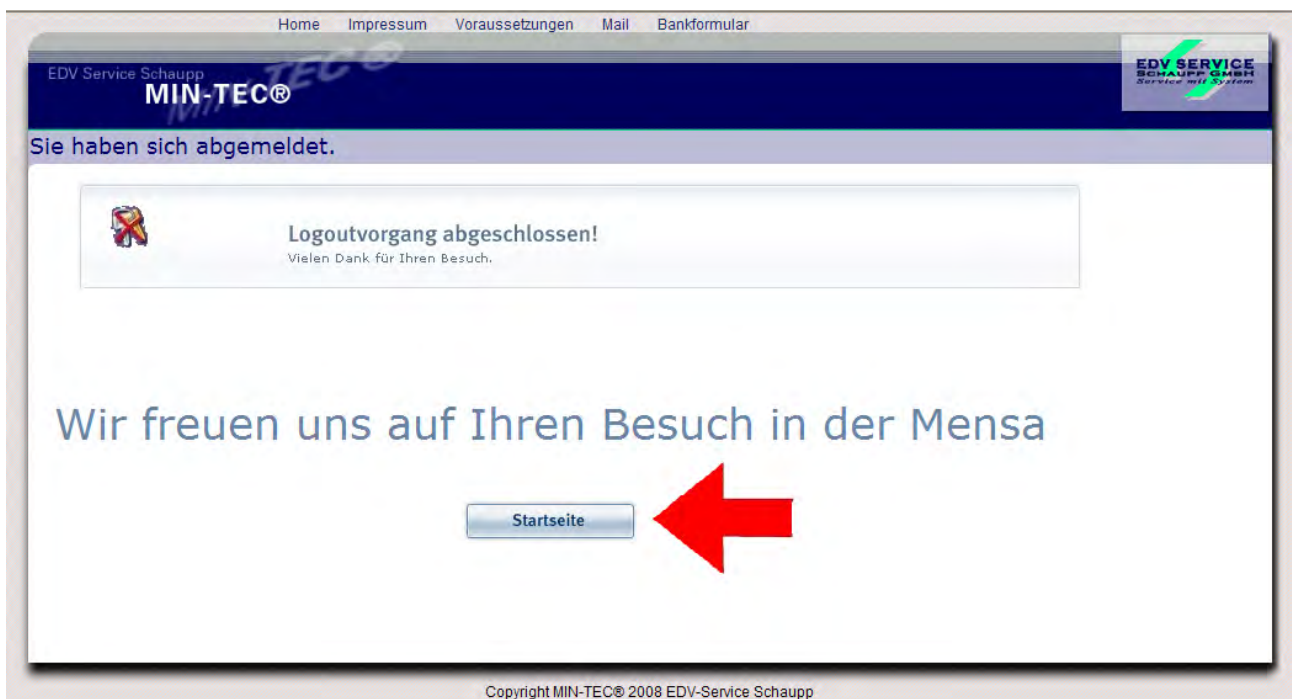 Home Impressum Voraussetzungen Mail Bankformular
EDV Service Schaupp
MIN-TEC®
MIN-TEC®
EDV SERVICE
SCHAUPP GMBH
Service mit System
Sie haben sich abgemeldet.
Logoutvorgang abgeschlossen!
Vielen Dank für Ihren Besuch.
Wir freuen uns auf Ihren Besuch in der Mensa
Startseite
Copyright MIN-TEC® 2008 EDV-Service Schaupp